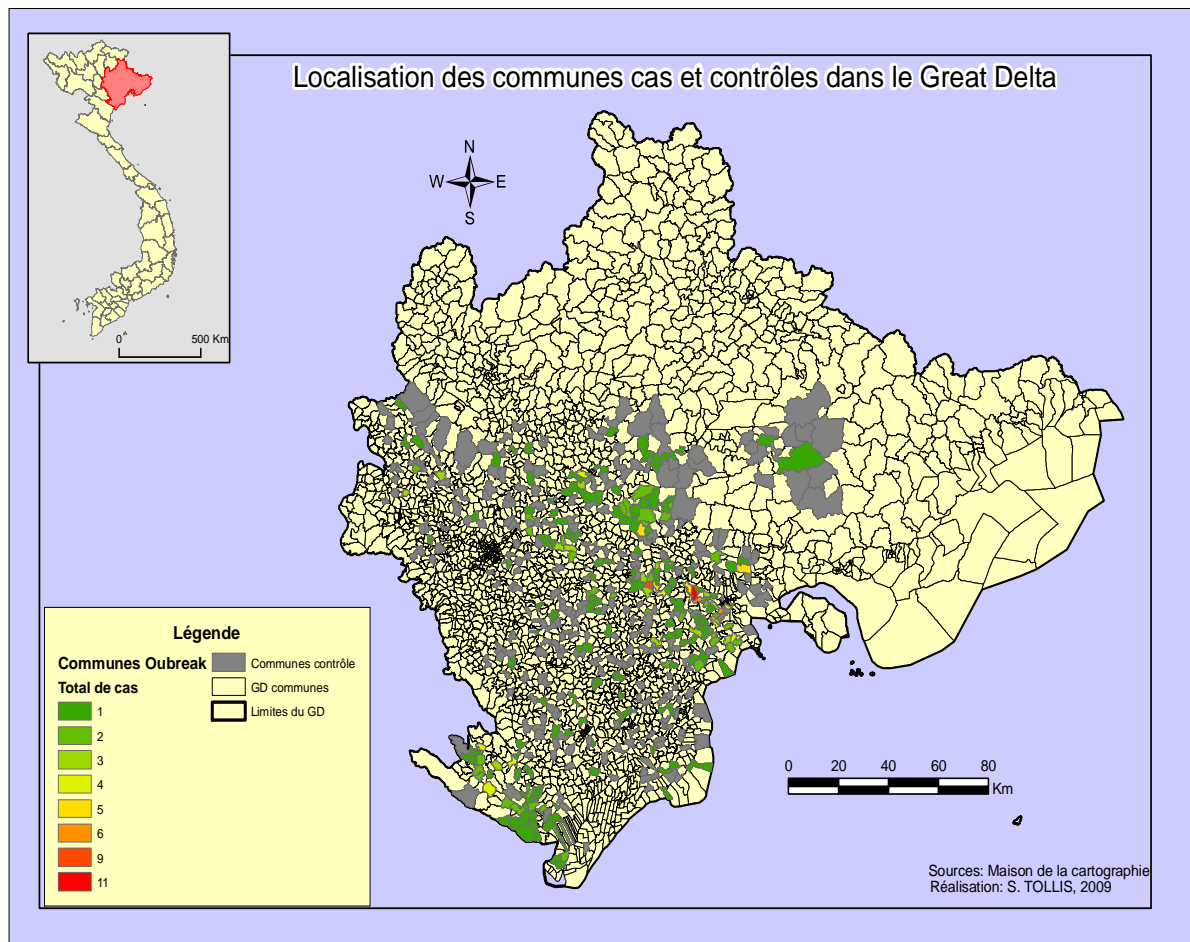 Localisation des communes cas et contrôles dans le Great Delta
N
W E
S
0 500 Km
Légende
Communes Oubreak
Total de cas
1
2
3
4
5
6
9
11
Communes contrôle
GD communes
Limites du GD
0 20 40 60 80
Km
Sources: Maison de la cartographie
Réalisation: S. TOLLIS, 2009